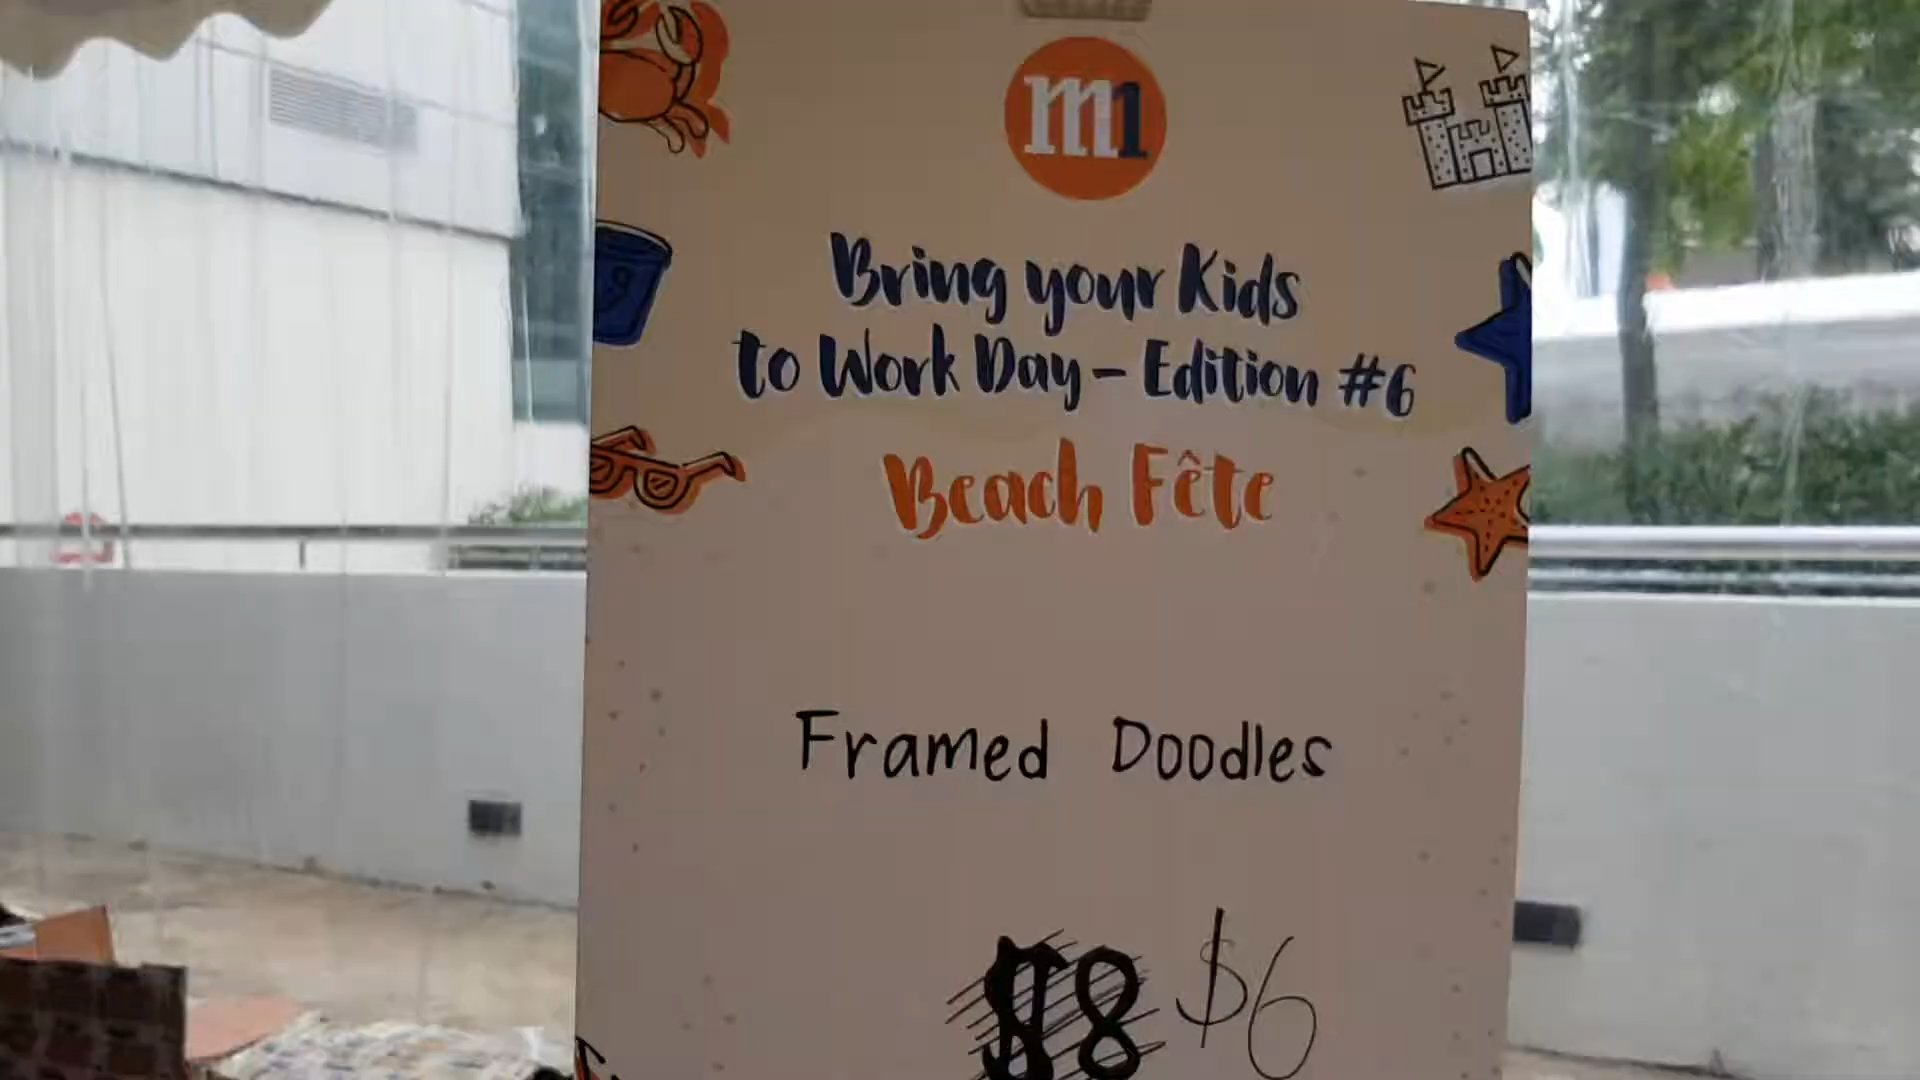 m1
Bring your Kids
to Work Day - Edition #6
Beach Fête
Framed Doodles
$8 $6